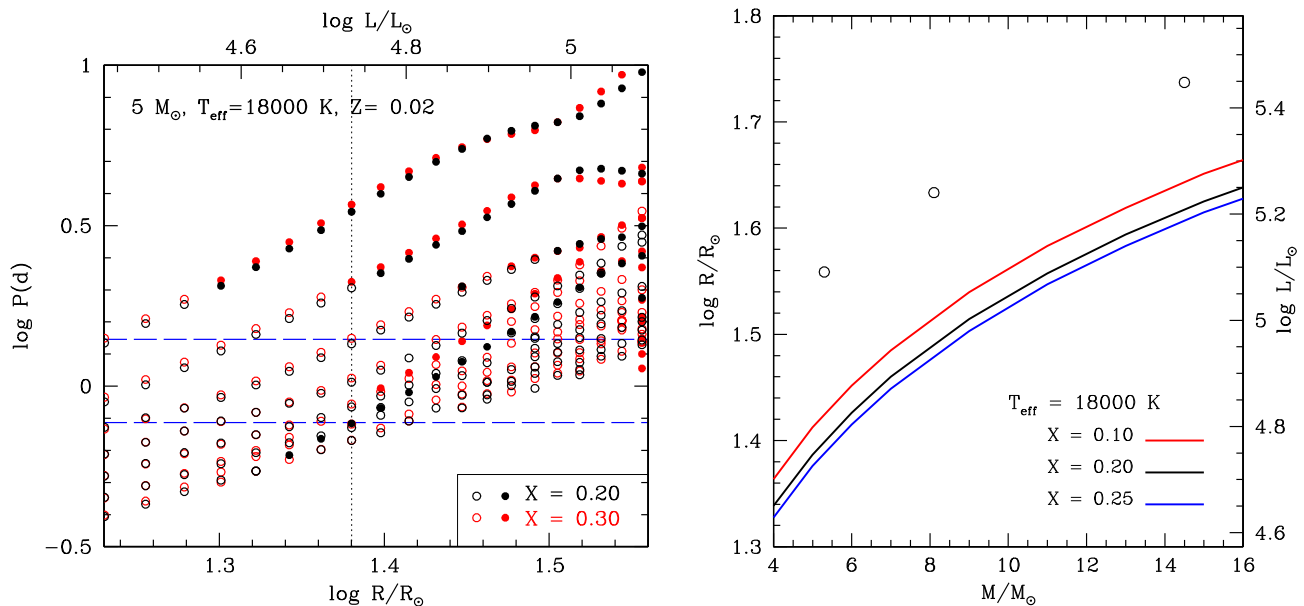 log L/L☉
4.6 4.8 5
5 M☉, Teff=18000 K, Z= 0.02
1
0.5
0
−0.5
log P(d)
X = 0.20
X = 0.30
1.3 1.4 1.5
log R/R☉
1.8
1.7
1.6
1.5
1.4
1.3
log R/R☉
5.4
5.2
5
4.8
4.6
log L/L☉
Teff = 18000 K
X = 0.10
X = 0.20
X = 0.25
4 6 8 10 12 14 16
M/M☉